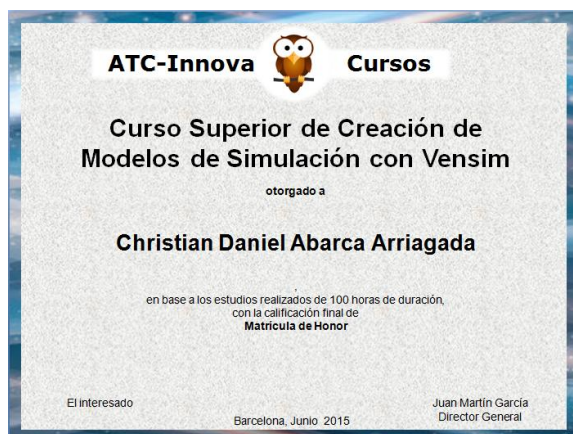 ATC-Innova Cursos
Curso Superior de Creación de
Modelos de Simulación con Vensim
otorgado a
Christian Daniel Abarca Arriagada
.
en base a los estudios realizados de 100 horas de duración,
con la calificación final de
Matrícula de Honor
El interesado
Barcelona, Junio 2015
Juan Martín García
Director General